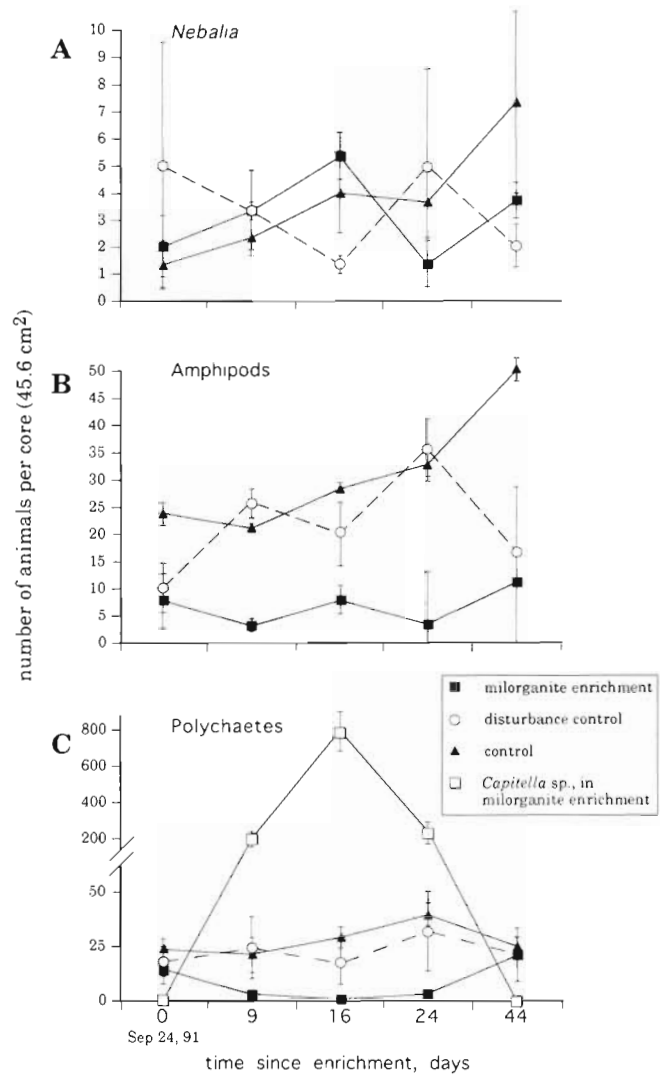 A
Nebalia
10
9
8
7
6
5
4
3
2
1
0
number of animals per core (45.6 cm²)
B
Amphipods
50
45
40
35
30
25
20
15
10
5
0
milorganite enrichment
disturbance control
control
Capitella sp., in
milorganite enrichment
C
Polychaetes
800
600
400
200
50
25
0
0 9 16 24 44
Sep 24, 91
time since enrichment, days